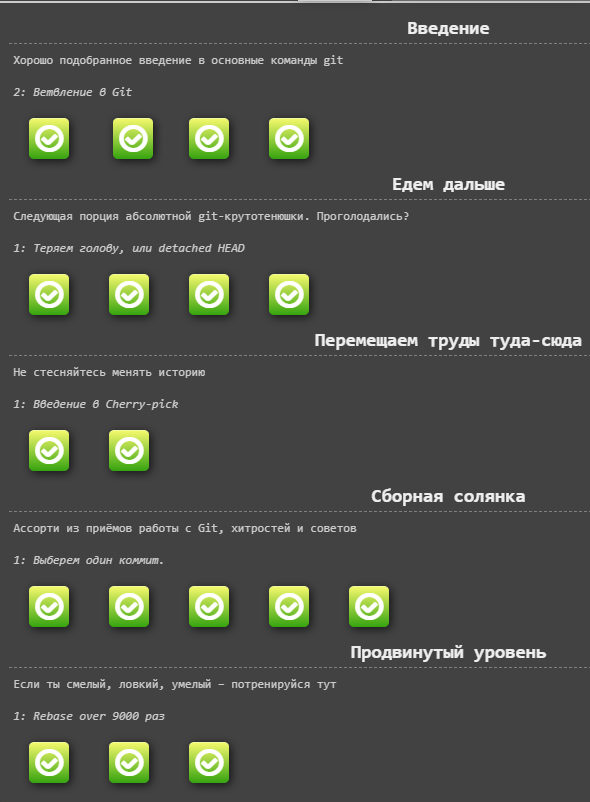 Введение
Хорошо подобранное введение в основные команды git
2: Ветвление в Git
Едем дальше
Следующая порция абсолютной git-крутотенюшки. Проголодались?
1: Теряем голову, или detached HEAD
Перемещаем труды туда-сюда
Не стесняйтесь менять историю
1: Введение в Cherry-pick
Сборная солянка
Ассорти из приёмов работы с Git, хитростей и советов
1: Выберем один коммит.
Продвинутый уровень
Если ты смелый, ловкий, умелый – потренируйся тут
1: Rebase over 9000 раз